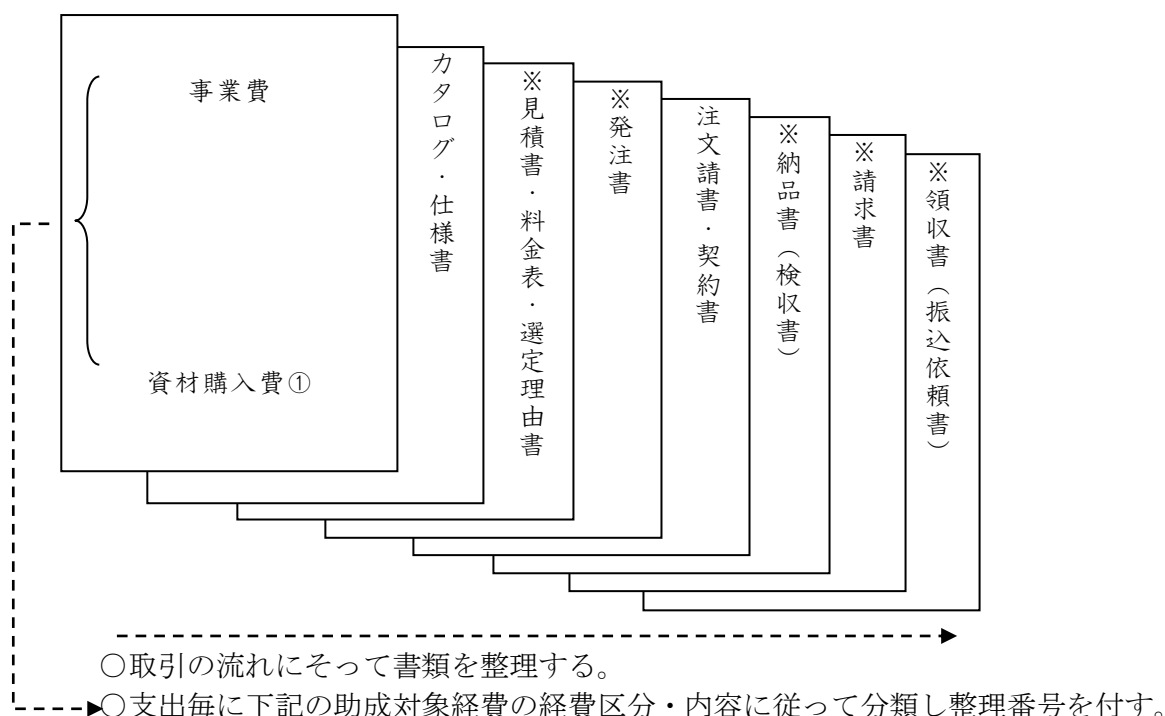 事業費
資材購入費①
カタログ・仕様書
※見積書・料金表・選定理由書
※発注書
注文請書・契約書
※納品書（検収書）
※請求書
※領収書（振込依頼書）
○取引の流れにそって書類を整理する。
○支出毎に下記の助成対象経費の経費区分・内容に従って分類し整理番号を付す。